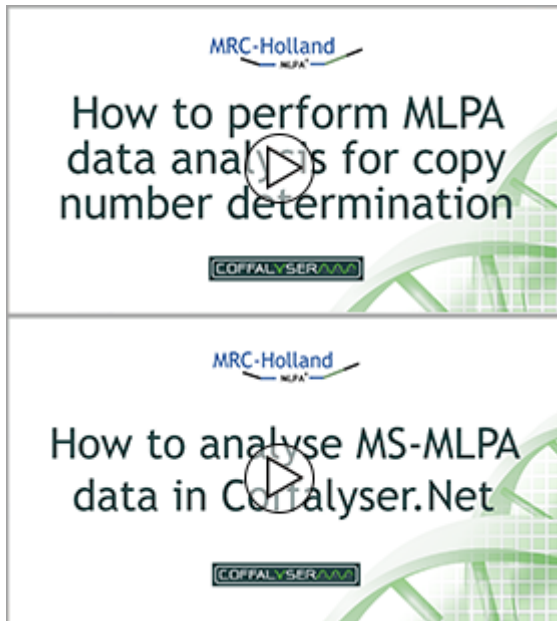 MRC-Holland
MLPA®
How to perform MLPA
data analysis for copy
number determination
COFFALYSER
MRC-Holland
MLPA®
How to analyse MS-MLPA
data in Coffalyser.Net
COFFALYSER